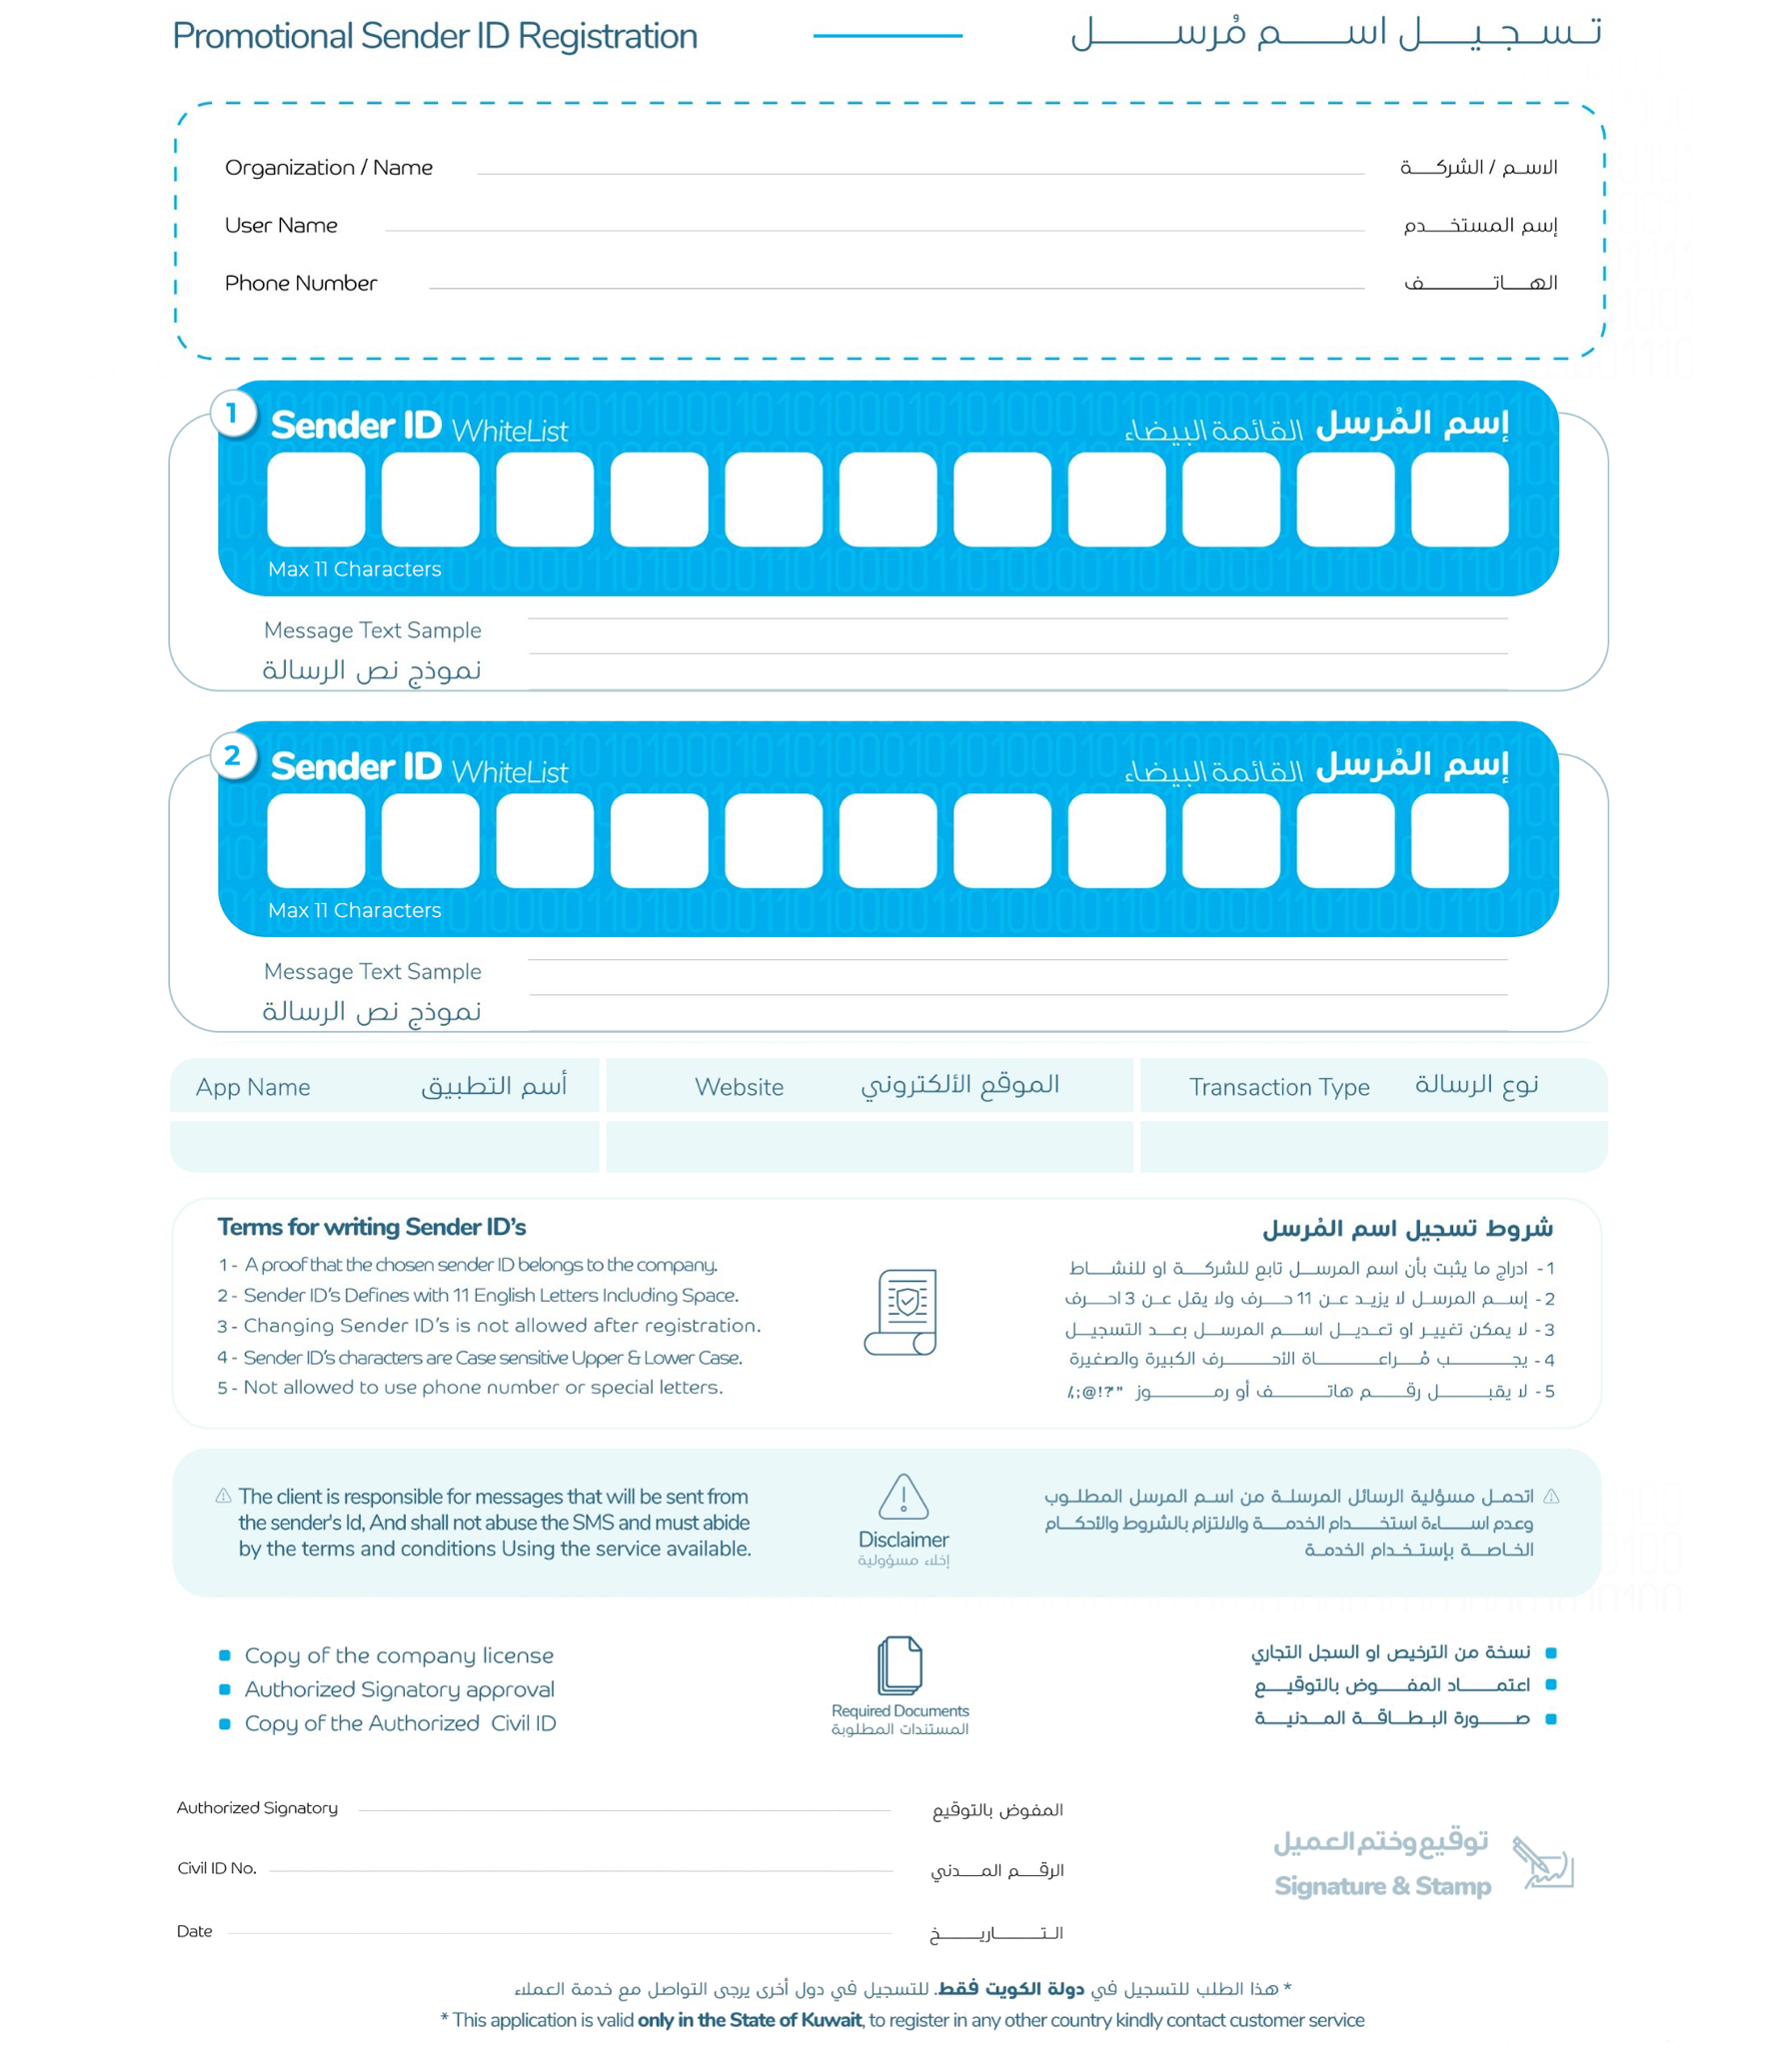 Promotional Sender ID Registration
تسجيل اسم مُرسل
Organization / Name
الاسم / الشركة
User Name
إسم المستخدم
Phone Number
الهاتف
1
Sender ID WhiteList
إسم المُرسل القائمة البيضاء
Max 11 Characters
Message Text Sample
نموذج نص الرسالة
2
Sender ID WhiteList
إسم المُرسل القائمة البيضاء
Max 11 Characters
Message Text Sample
نموذج نص الرسالة
App Name أسم التطبيق
Website الموقع الألكتروني
Transaction Type نوع الرسالة
Terms for writing Sender ID's
1 - A proof that the chosen sender ID belongs to the company.
2 - Sender ID's Defines with 11 English Letters Including Space.
3 - Changing Sender ID's is not allowed after registration.
4 - Sender ID's characters are Case sensitive Upper & Lower Case.
5 - Not allowed to use phone number or special letters.
شروط تسجيل اسم المُرسل
1- ادراج ما يثبت بأن اسم المرسل تابع للشركة او للنشاط
2- إسم المرسل لا يزيد عن 11 حرف ولا يقل عن 3 احرف
3- لا يمكن تغيير او تعديل اسم المرسل بعد التسجيل
4- يجب مُراعاة الأحرف الكبيرة والصغيرة
5- لا يقبل رقم هاتف أو رموز "?!@;:/,
⚠ The client is responsible for messages that will be sent from
the sender's Id, And shall not abuse the SMS and must abide
by the terms and conditions Using the service available.
Disclaimer
إخلاء مسؤولية
⚠ اتحمل مسؤلية الرسائل المرسلة من اسم المرسل المطلوب
وعدم اساءة استخدام الخدمة والالتزام بالشروط والأحكام
الخاصة بإستخدام الخدمة
Copy of the company license
Authorized Signatory approval
Copy of the Authorized Civil ID
Required Documents
المستندات المطلوبة
نسخة من الترخيص او السجل التجاري
اعتماد المفوض بالتوقيع
صورة البطاقة المدنية
Authorized Signatory
المفوض بالتوقيع
Civil ID No.
الرقم المدني
Date
التاريخ
توقيع وختم العميل
Signature & Stamp
* هذا الطلب للتسجيل في دولة الكويت فقط. للتسجيل في دول أخرى يرجى التواصل مع خدمة العملاء
* This application is valid only in the State of Kuwait, to register in any other country kindly contact customer service